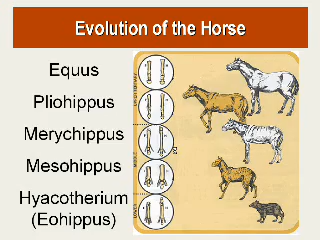 Evolution of the Horse
Equus
Pliohippus
Merychippus
Mesohippus
Hyacotherium
(Eohippus)